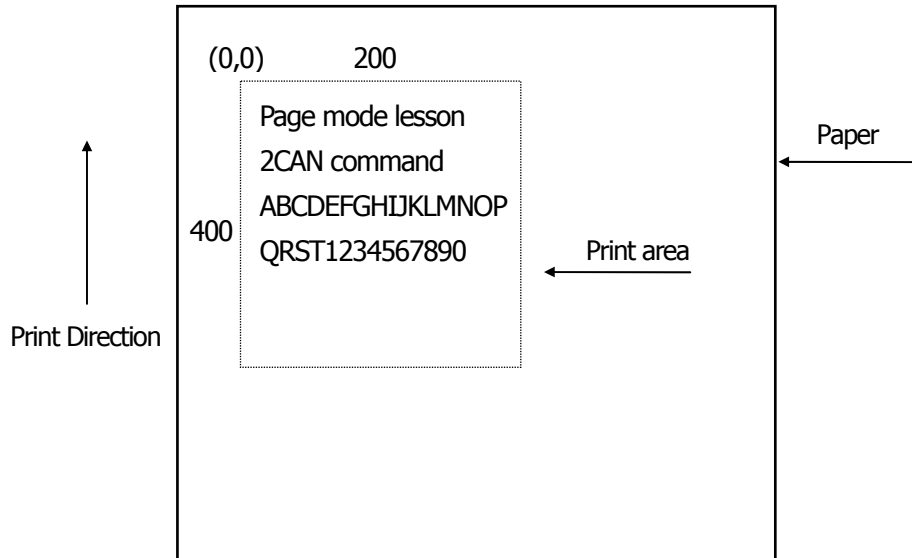 (0,0) 200
Page mode lesson
2CAN command
ABCDEFGHIJKLMNOP
QRST1234567890
400
Print area
Paper
Print Direction